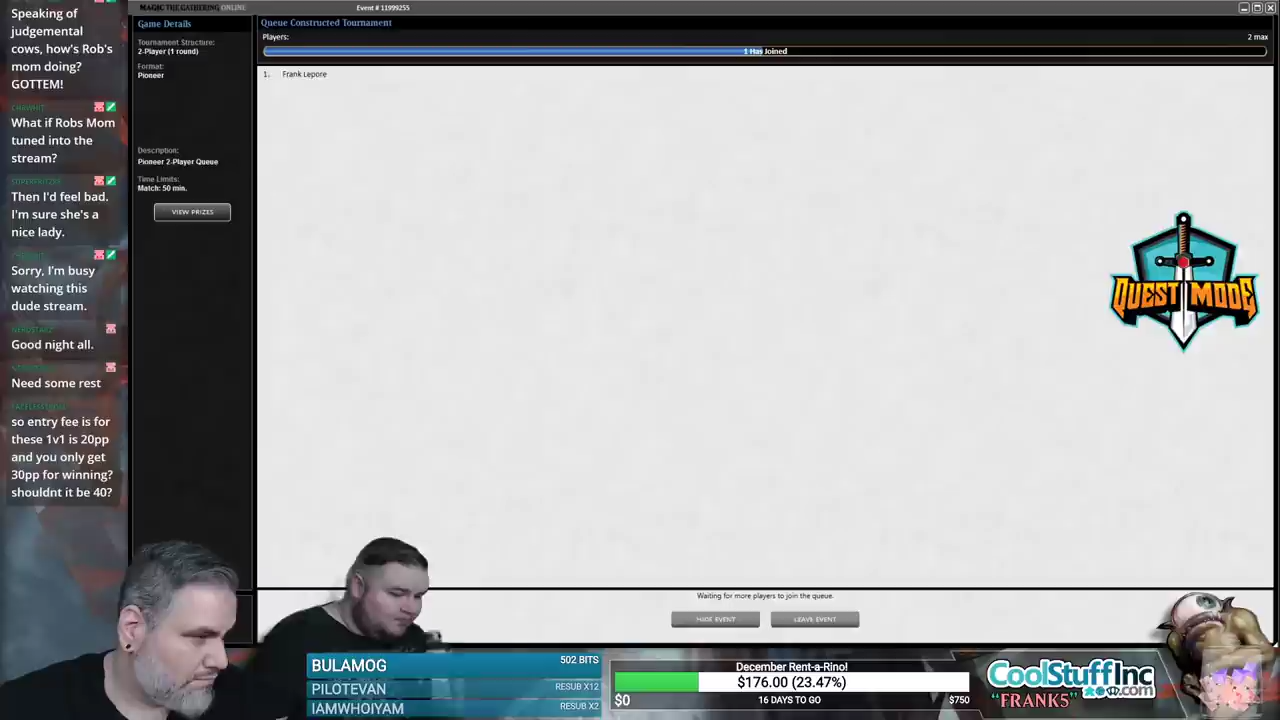 Speaking of
judgemental
cows, how's Rob's
mom doing?
GOTTEM!
What if Robs Mom
tuned into the
stream?
Then I'd feel bad.
I'm sure she's a
nice lady.
Sorry, I'm busy
watching this
dude stream.
Good night all.
Need some rest
so entry fee is for
these 1v1 is 20pp
and you only get
30pp for winning?
shouldnt it be 40?
MAGIC THE GATHERING ONLINE
Event # 11999255
Game Details
Tournament Structure:
2-Player (1 round)
Format:
Pioneer
Description:
Pioneer 2-Player Queue
Time Limits:
Match: 50 min.
VIEW PRIZES
Queue Constructed Tournament
Players:
2 max
1 Has Joined
1. Frank Lepore
QUEST MODE
Waiting for more players to join the queue.
HIDE EVENT
LEAVE EVENT
BULAMOG 502 BITS
PILOTEVAN RESUB X12
IAMWHOIYAM RESUB X2
December Rent-a-Rino!
$176.00 (23.47%)
$0 16 DAYS TO GO $750
CoolStuffInc
.com
"FRANK5"